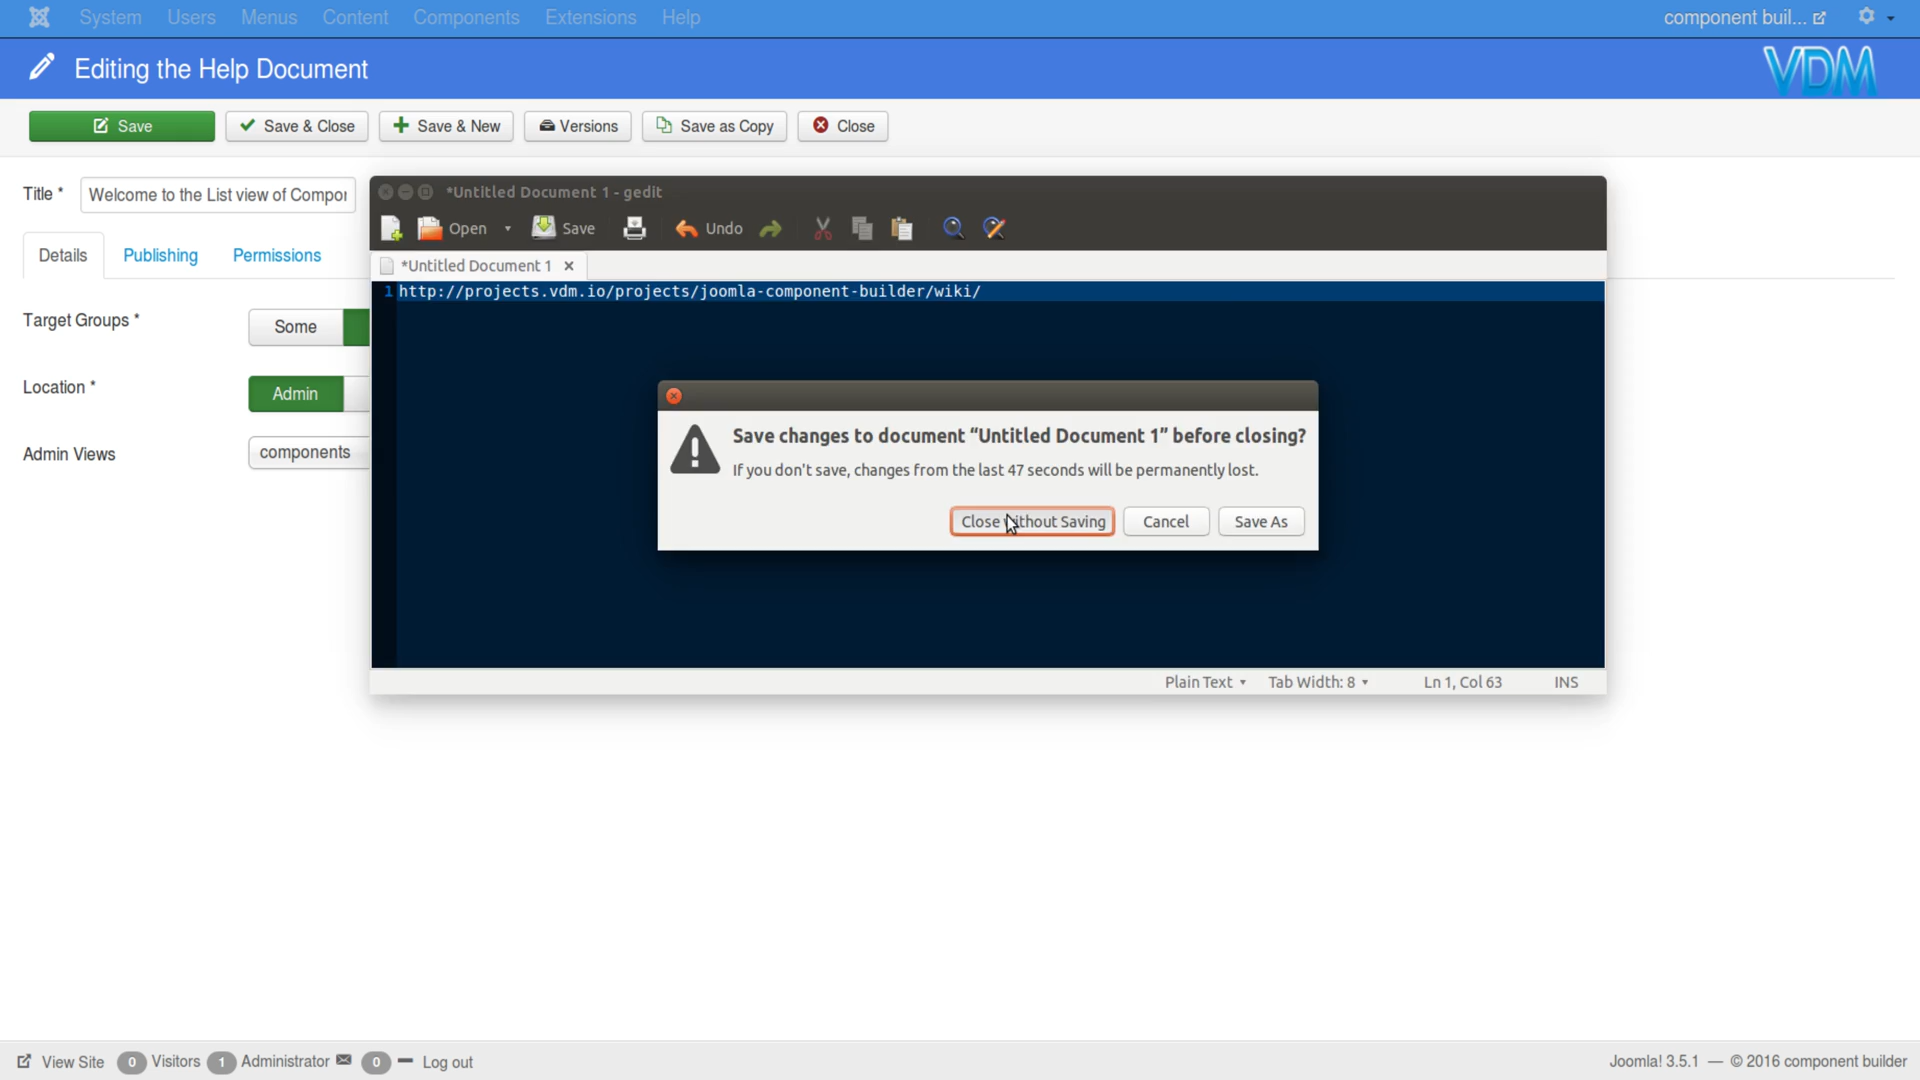 System Users Menus Content Components Extensions Help component buil...
Editing the Help Document VDM
Save Save & Close Save & New Versions Save as Copy Close
Title * Welcome to the List view of Compor
*Untitled Document 1 - gedit
Open Save Undo
Details Publishing Permissions
*Untitled Document 1
1 http://projects.vdm.io/projects/joomla-component-builder/wiki/
Target Groups * Some
Location * Admin
Admin Views components
Save changes to document “Untitled Document 1” before closing?
If you don't save, changes from the last 47 seconds will be permanently lost.
Close without Saving Cancel Save As
Plain Text Tab Width: 8 Ln 1, Col 63 INS
View Site 0 Visitors 1 Administrator 0 Log out Joomla! 3.5.1 — © 2016 component builder